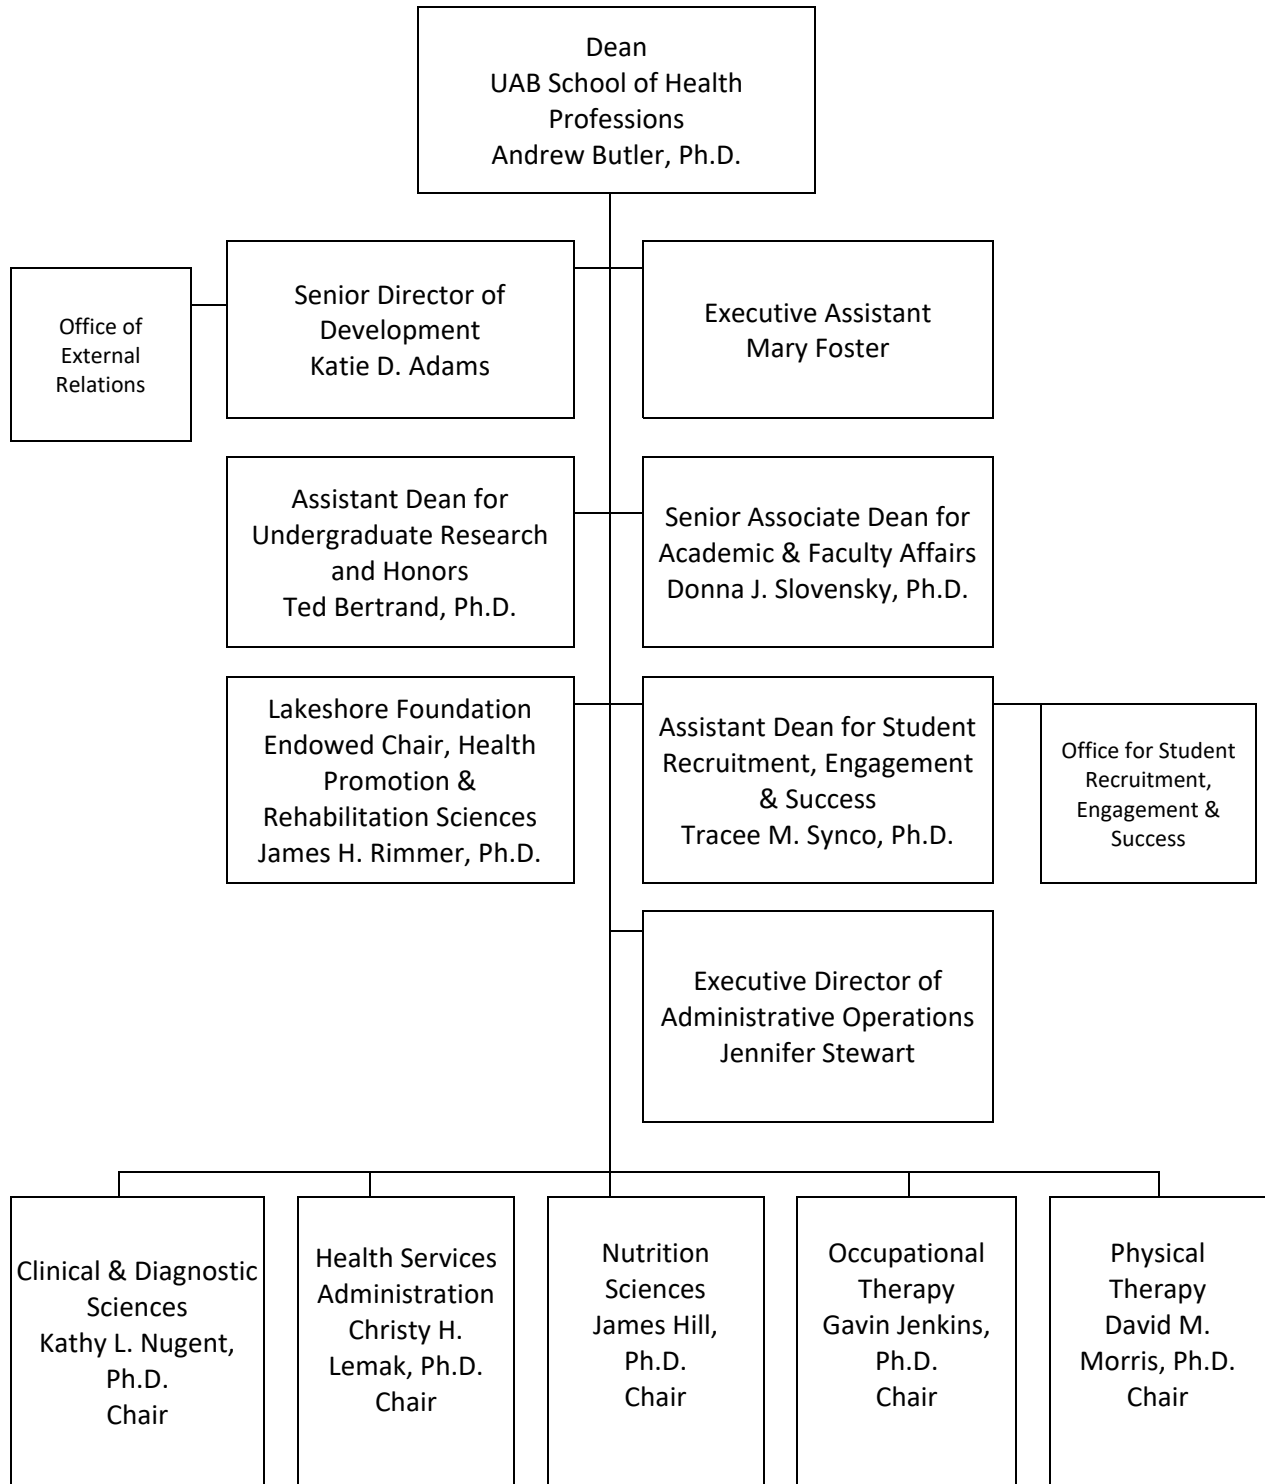 Dean
UAB School of Health
Professions
Andrew Butler, Ph.D.
Office of
External
Relations
Senior Director of
Development
Katie D. Adams
Executive Assistant
Mary Foster
Assistant Dean for
Undergraduate Research
and Honors
Ted Bertrand, Ph.D.
Senior Associate Dean for
Academic & Faculty Affairs
Donna J. Slovensky, Ph.D.
Lakeshore Foundation
Endowed Chair, Health
Promotion &
Rehabilitation Sciences
James H. Rimmer, Ph.D.
Assistant Dean for Student
Recruitment, Engagement
& Success
Tracee M. Synco, Ph.D.
Office for Student
Recruitment,
Engagement &
Success
Executive Director of
Administrative Operations
Jennifer Stewart
Clinical & Diagnostic
Sciences
Kathy L. Nugent,
Ph.D.
Chair
Health Services
Administration
Christy H.
Lemak, Ph.D.
Chair
Nutrition
Sciences
James Hill,
Ph.D.
Chair
Occupational
Therapy
Gavin Jenkins,
Ph.D.
Chair
Physical
Therapy
David M.
Morris, Ph.D.
Chair